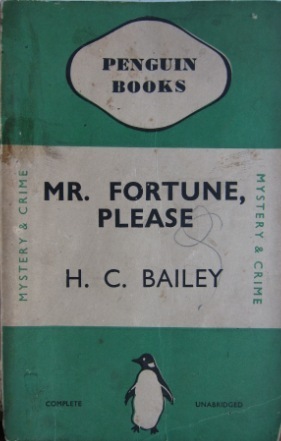 PENGUIN
BOOKS
MYSTERY & CRIME
MR. FORTUNE,
PLEASE
H. C. BAILEY
MYSTERY & CRIME
COMPLETE
UNABRIDGED